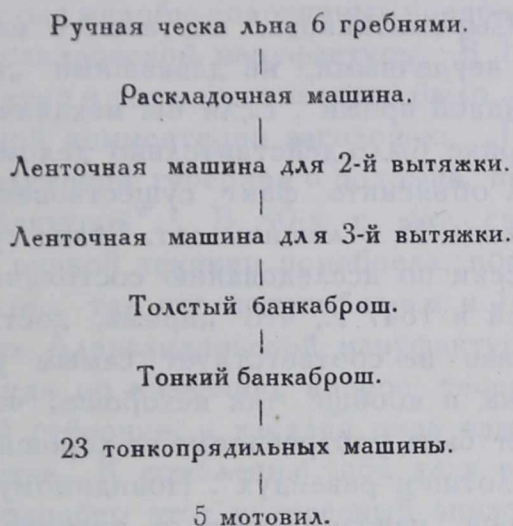 Ручная ческа льна 6 гребнями.
Раскладочная машина.
Ленточная машина для 2-й вытяжки.
Ленточная машина для 3-й вытяжки.
Толстый банкаброш.
Тонкий банкаброш.
23 тонкопрядильных машины.
5 мотовил.